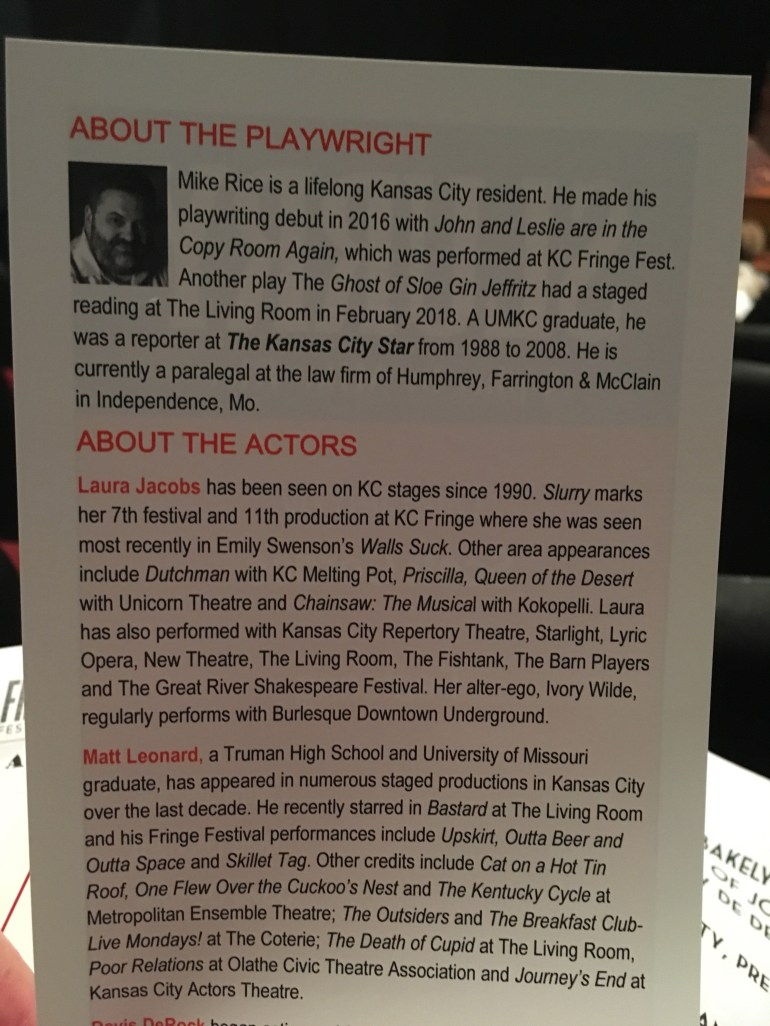 ABOUT THE PLAYWRIGHT
Mike Rice is a lifelong Kansas City resident. He made his
playwriting debut in 2016 with John and Leslie are in the
Copy Room Again, which was performed at KC Fringe Fest.
Another play The Ghost of Sloe Gin Jeffritz had a staged
reading at The Living Room in February 2018. A UMKC graduate, he
was a reporter at The Kansas City Star from 1988 to 2008. He is
currently a paralegal at the law firm of Humphrey, Farrington & McClain
in Independence, Mo.
ABOUT THE ACTORS
Laura Jacobs has been seen on KC stages since 1990. Slurry marks
her 7th festival and 11th production at KC Fringe where she was seen
most recently in Emily Swenson's Walls Suck. Other area appearances
include Dutchman with KC Melting Pot, Priscilla, Queen of the Desert
with Unicorn Theatre and Chainsaw: The Musical with Kokopelli. Laura
has also performed with Kansas City Repertory Theatre, Starlight, Lyric
Opera, New Theatre, The Living Room, The Fishtank, The Barn Players
and The Great River Shakespeare Festival. Her alter-ego, Ivory Wilde,
regularly performs with Burlesque Downtown Underground.
Matt Leonard, a Truman High School and University of Missouri
graduate, has appeared in numerous staged productions in Kansas City
over the last decade. He recently starred in Bastard at The Living Room
and his Fringe Festival performances include Upskirt, Outta Beer and
Outta Space and Skillet Tag. Other credits include Cat on a Hot Tin
Roof, One Flew Over the Cuckoo's Nest and The Kentucky Cycle at
Metropolitan Ensemble Theatre; The Outsiders and The Breakfast Club-
Live Mondays! at The Coterie; The Death of Cupid at The Living Room,
Poor Relations at Olathe Civic Theatre Association and Journey's End at
Kansas City Actors Theatre.